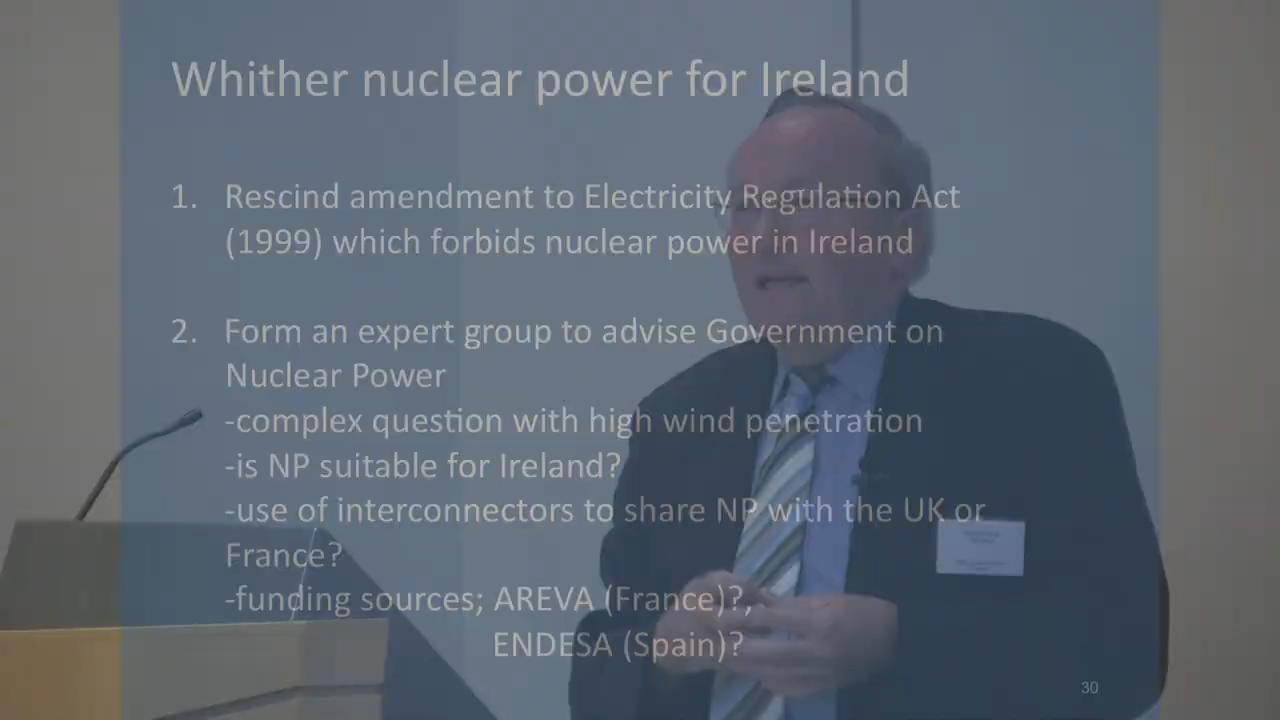 Whither nuclear power for Ireland
1. Rescind amendment to Electricity Regulation Act
(1999) which forbids nuclear power in Ireland
2. Form an expert group to advise Government on
Nuclear Power
-complex question with high wind penetration
-is NP suitable for Ireland?
-use of interconnectors to share NP with the UK or
France?
-funding sources; AREVA (France)?,
ENDESA (Spain)?
30